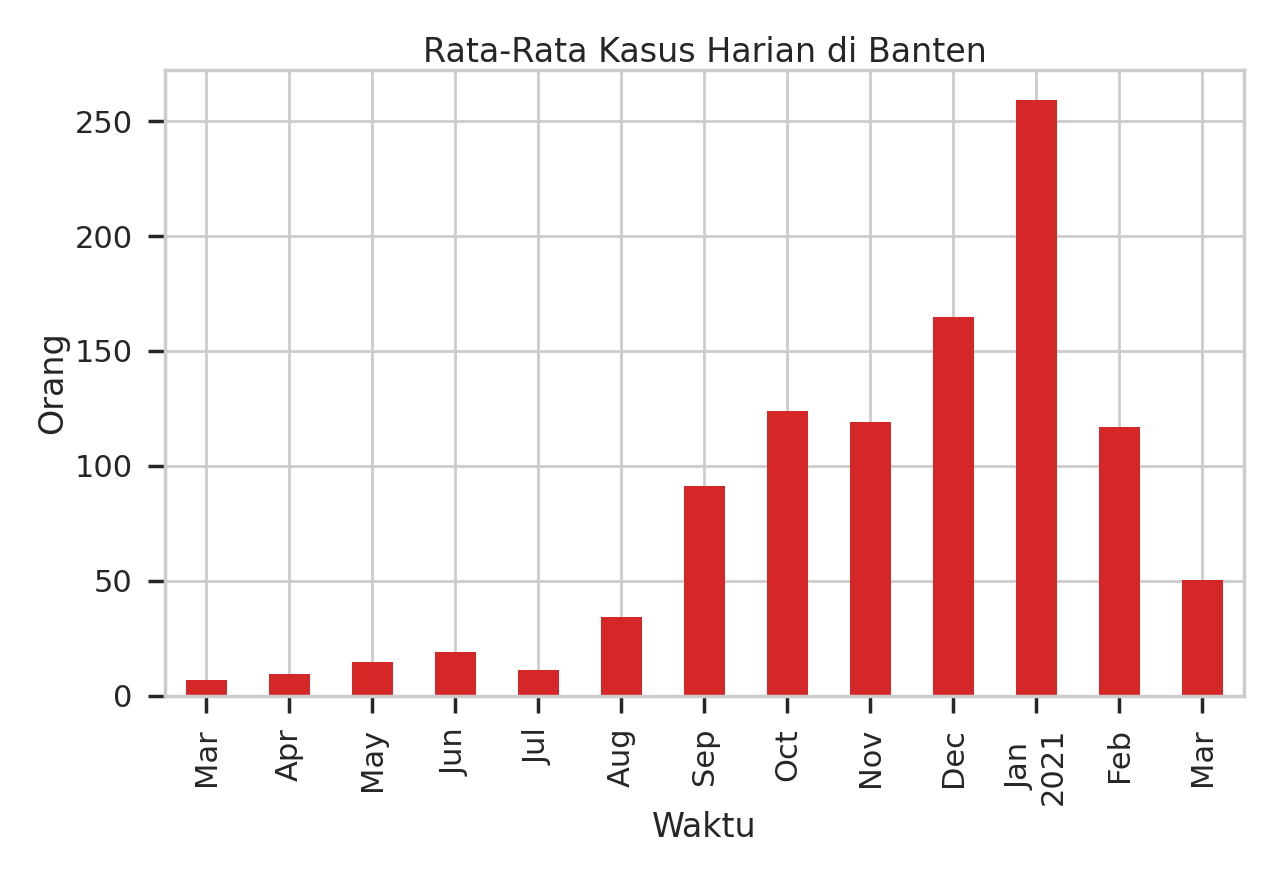 Rata-Rata Kasus Harian di Banten
Orang
250
200
150
100
50
0
Mar
Apr
May
Jun
Jul
Aug
Sep
Oct
Nov
Dec
Jan
2021
Feb
Mar
Waktu